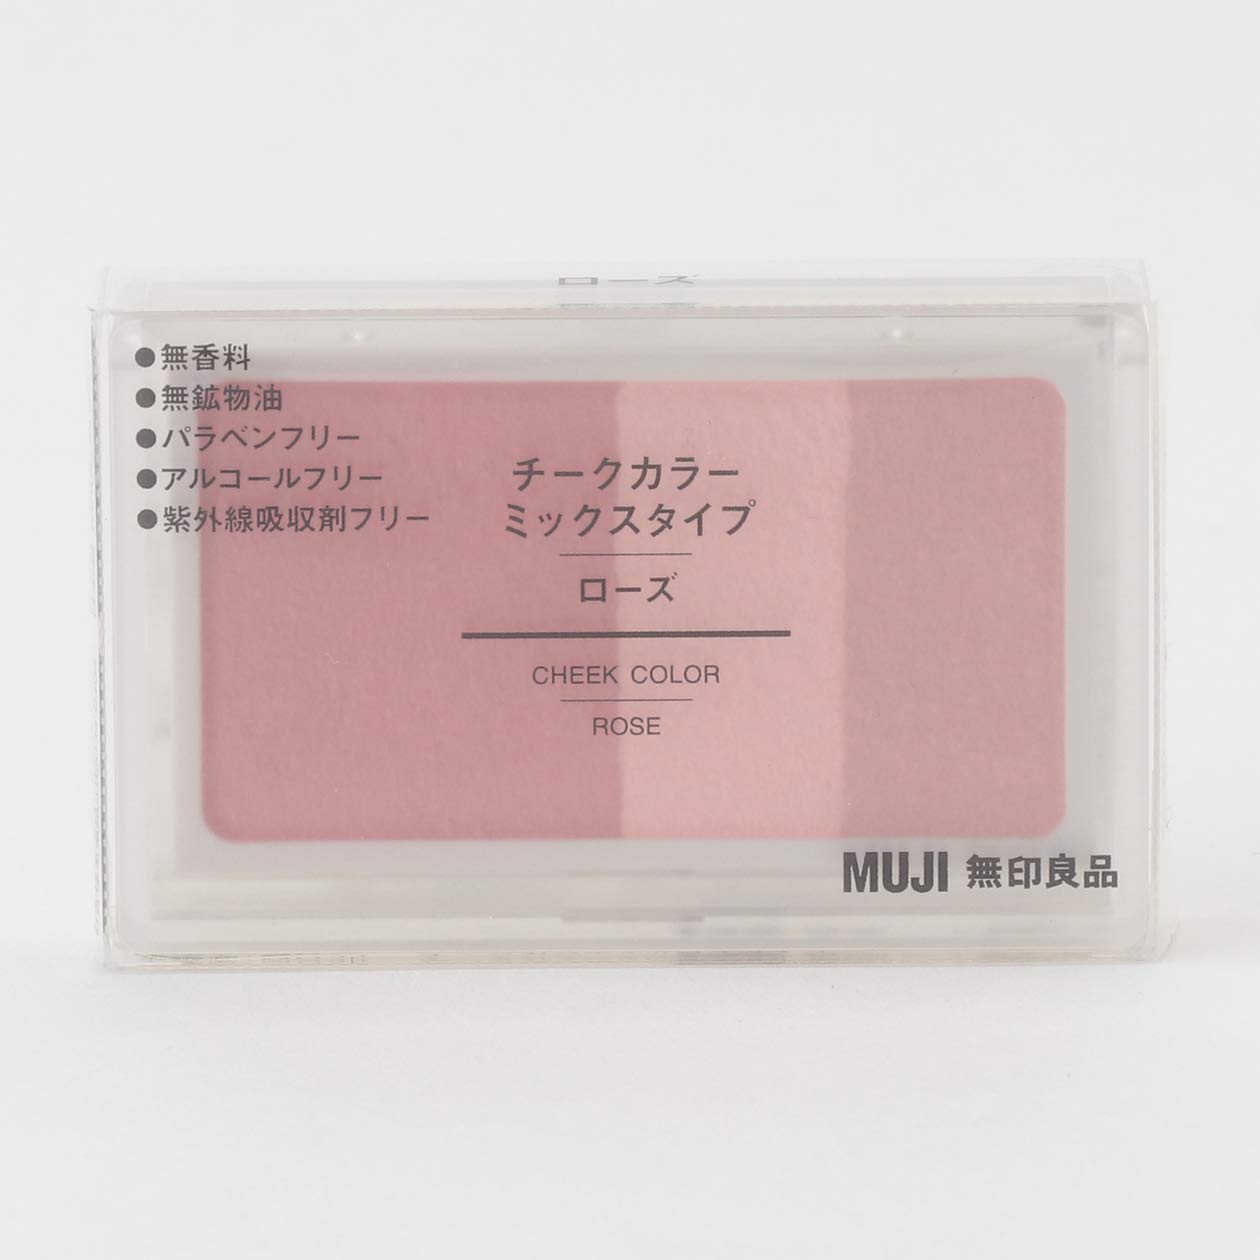 ローズ
●無香料
●無鉱物油
●パラベンフリー
●アルコールフリー
●紫外線吸収剤フリー
チークカラー
ミックスタイプ
ローズ
CHEEK COLOR
ROSE
MUJI 無印良品